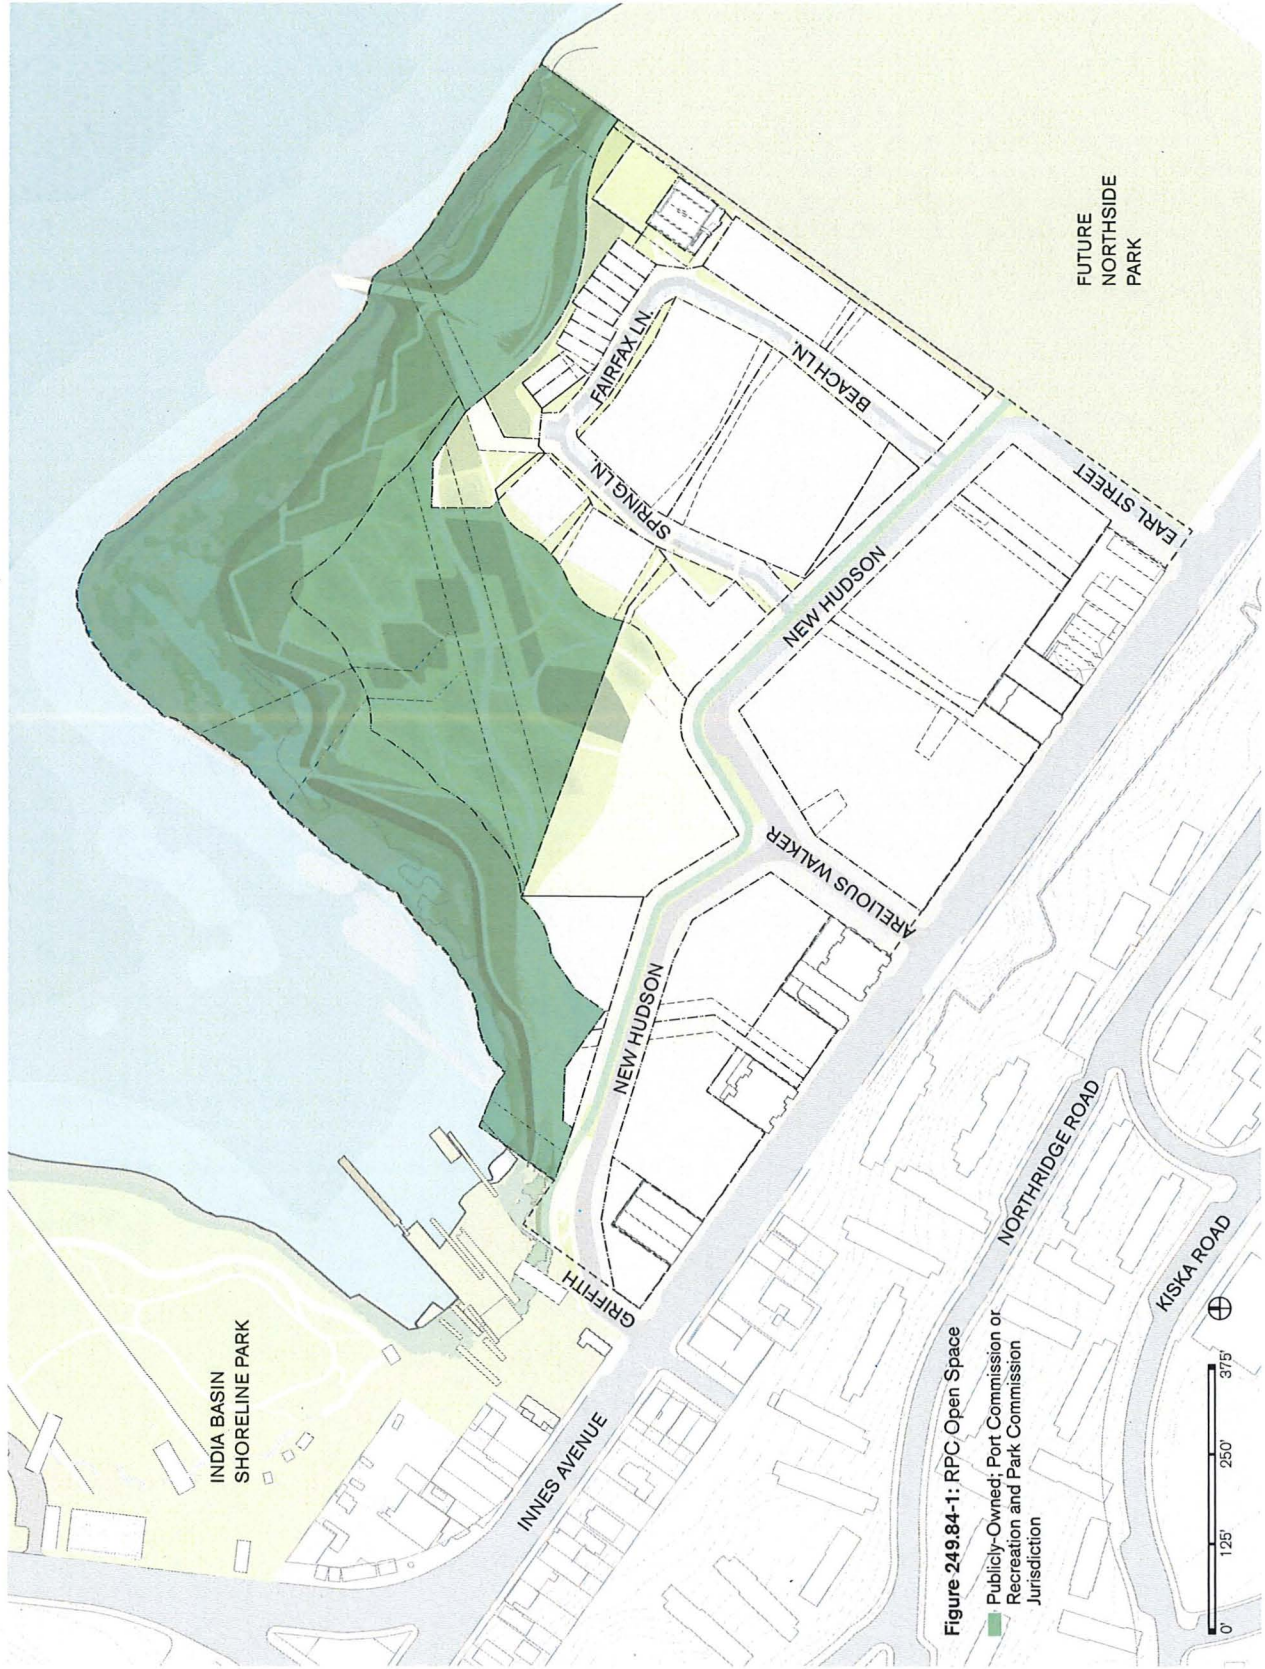 INDIA BASIN
SHORELINE PARK
FUTURE
NORTHSIDE
PARK
FAIRFAX LN.
BEACH LN.
SPRING LN.
NEW HUDSON
EARL STREET
ARELIOUS WALKER
NEW HUDSON
GRIFFITH
INNES AVENUE
NORTHRIDGE ROAD
KISKA ROAD
Figure 249.84-1: RPC Open Space
Publicly-Owned; Port Commission or
Recreation and Park Commission
Jurisdiction
0' 125' 250' 375'